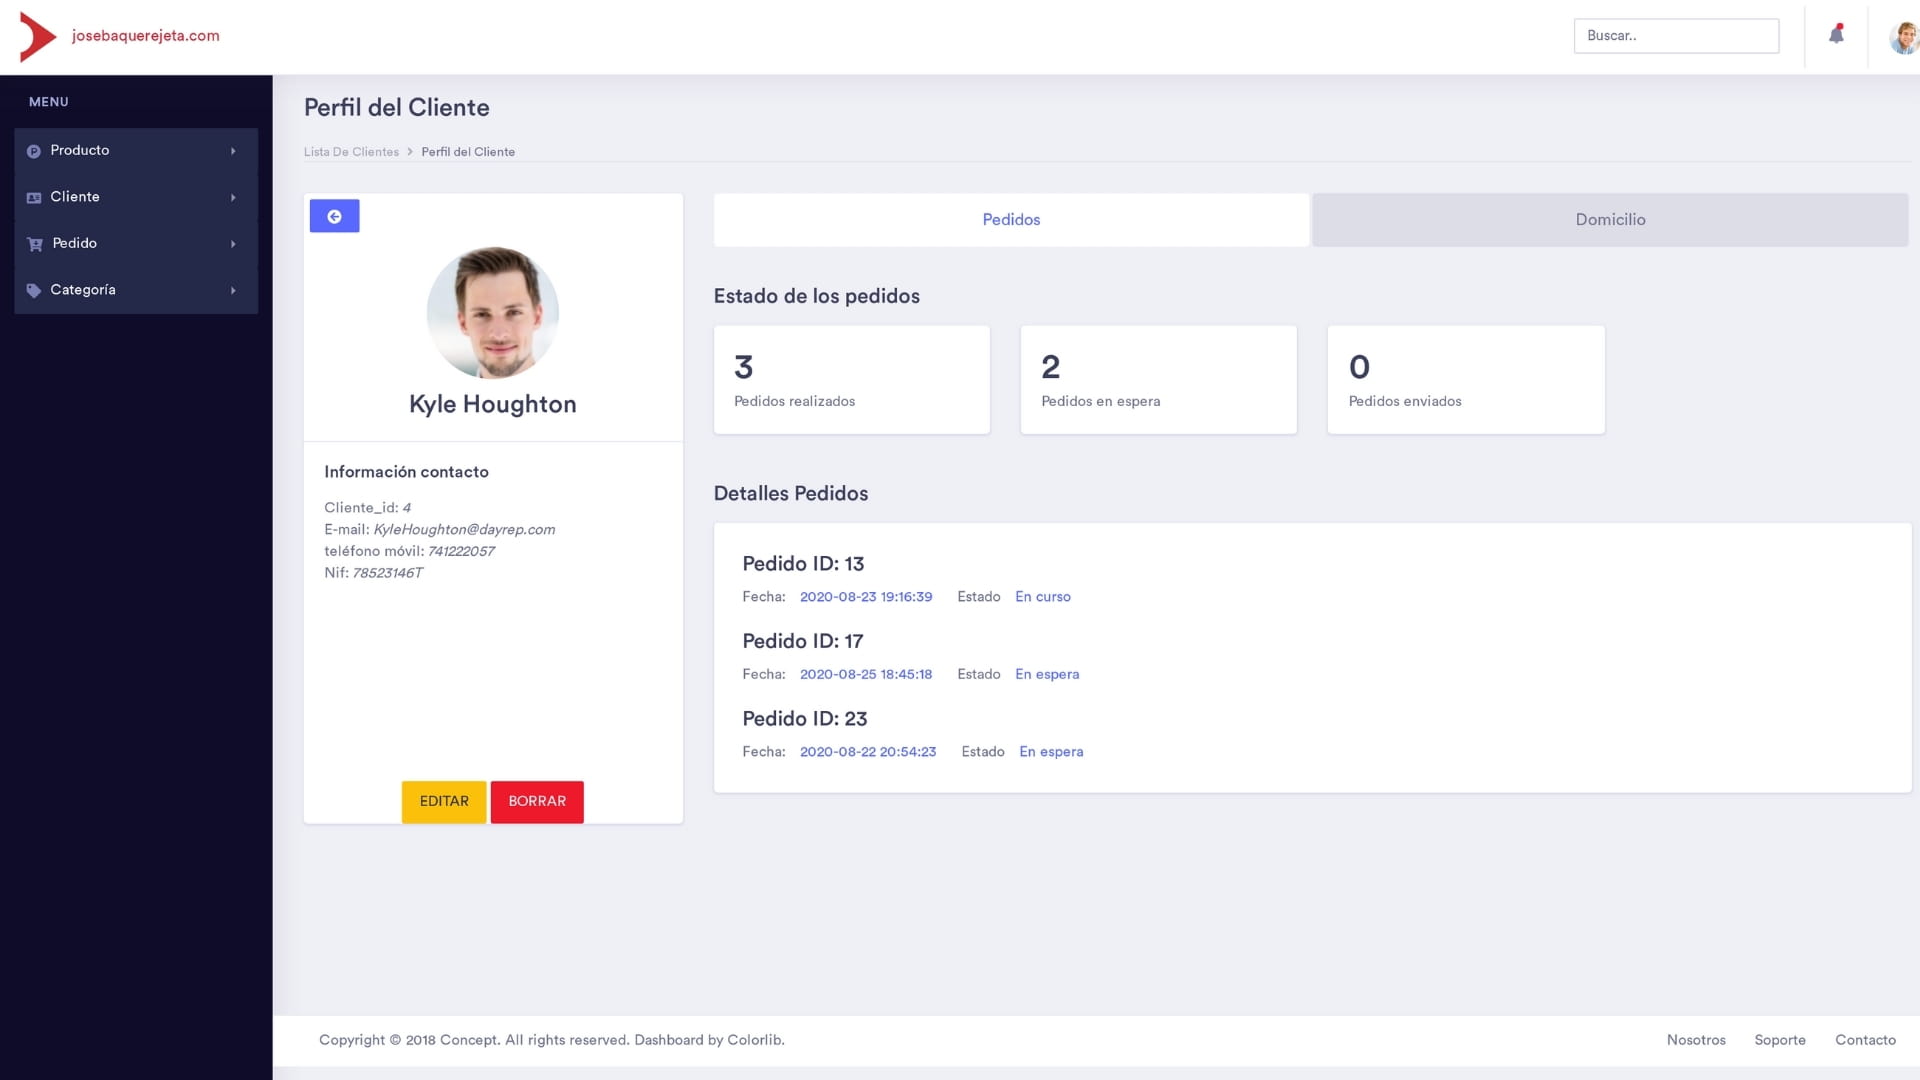 josebaquerejeta.com
Buscar..
MENU
Producto
Cliente
Pedido
Categoría
Perfil del Cliente
Lista De Clientes > Perfil del Cliente
Kyle Houghton
Información contacto
Cliente_id: 4
E-mail: KyleHoughton@dayrep.com
teléfono móvil: 741222057
Nif: 78523146T
EDITAR BORRAR
Pedidos Domicilio
Estado de los pedidos
3
Pedidos realizados
2
Pedidos en espera
0
Pedidos enviados
Detalles Pedidos
Pedido ID: 13
Fecha: 2020-08-23 19:16:39 Estado En curso
Pedido ID: 17
Fecha: 2020-08-25 18:45:18 Estado En espera
Pedido ID: 23
Fecha: 2020-08-22 20:54:23 Estado En espera
Copyright © 2018 Concept. All rights reserved. Dashboard by Colorlib.
Nosotros Soporte Contacto